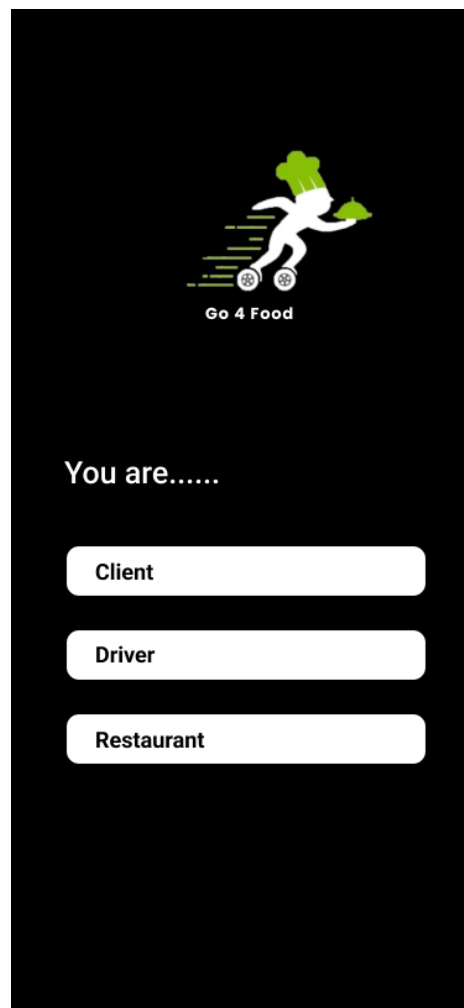 Go 4 Food
You are......
Client
Driver
Restaurant